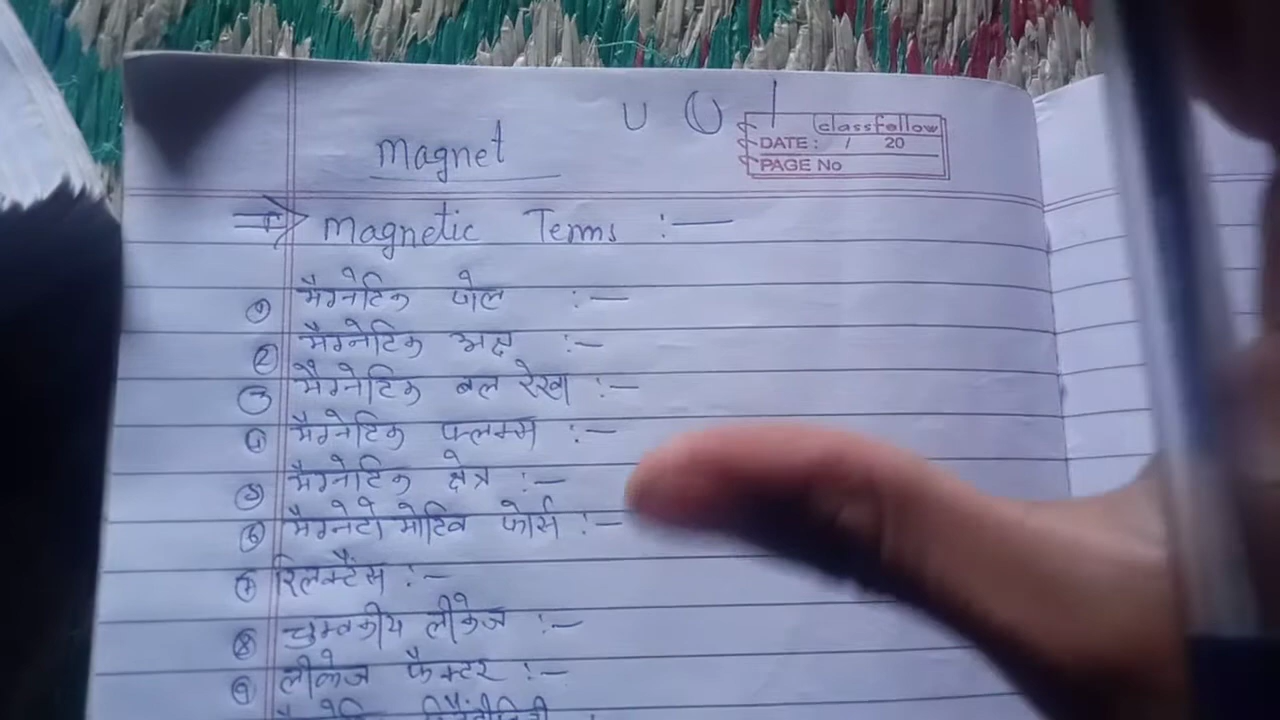 Magnet
classfellow
DATE : / 20
PAGE No
⇒ Magnetic Terms :—
① मैग्नेटिक पोल :—
② मैग्नेटिक अक्ष :—
③ मैग्नेटिक बल रेखा :—
④ मैग्नेटिक फ्लक्स :—
⑤ मैग्नेटिक क्षेत्र :—
⑥ मैग्नेटो मोटिव फोर्स :—
⑦ रिलक्टैंस :—
⑧ चुम्बकीय लीकेज :—
⑨ लीकेज फैक्टर :—